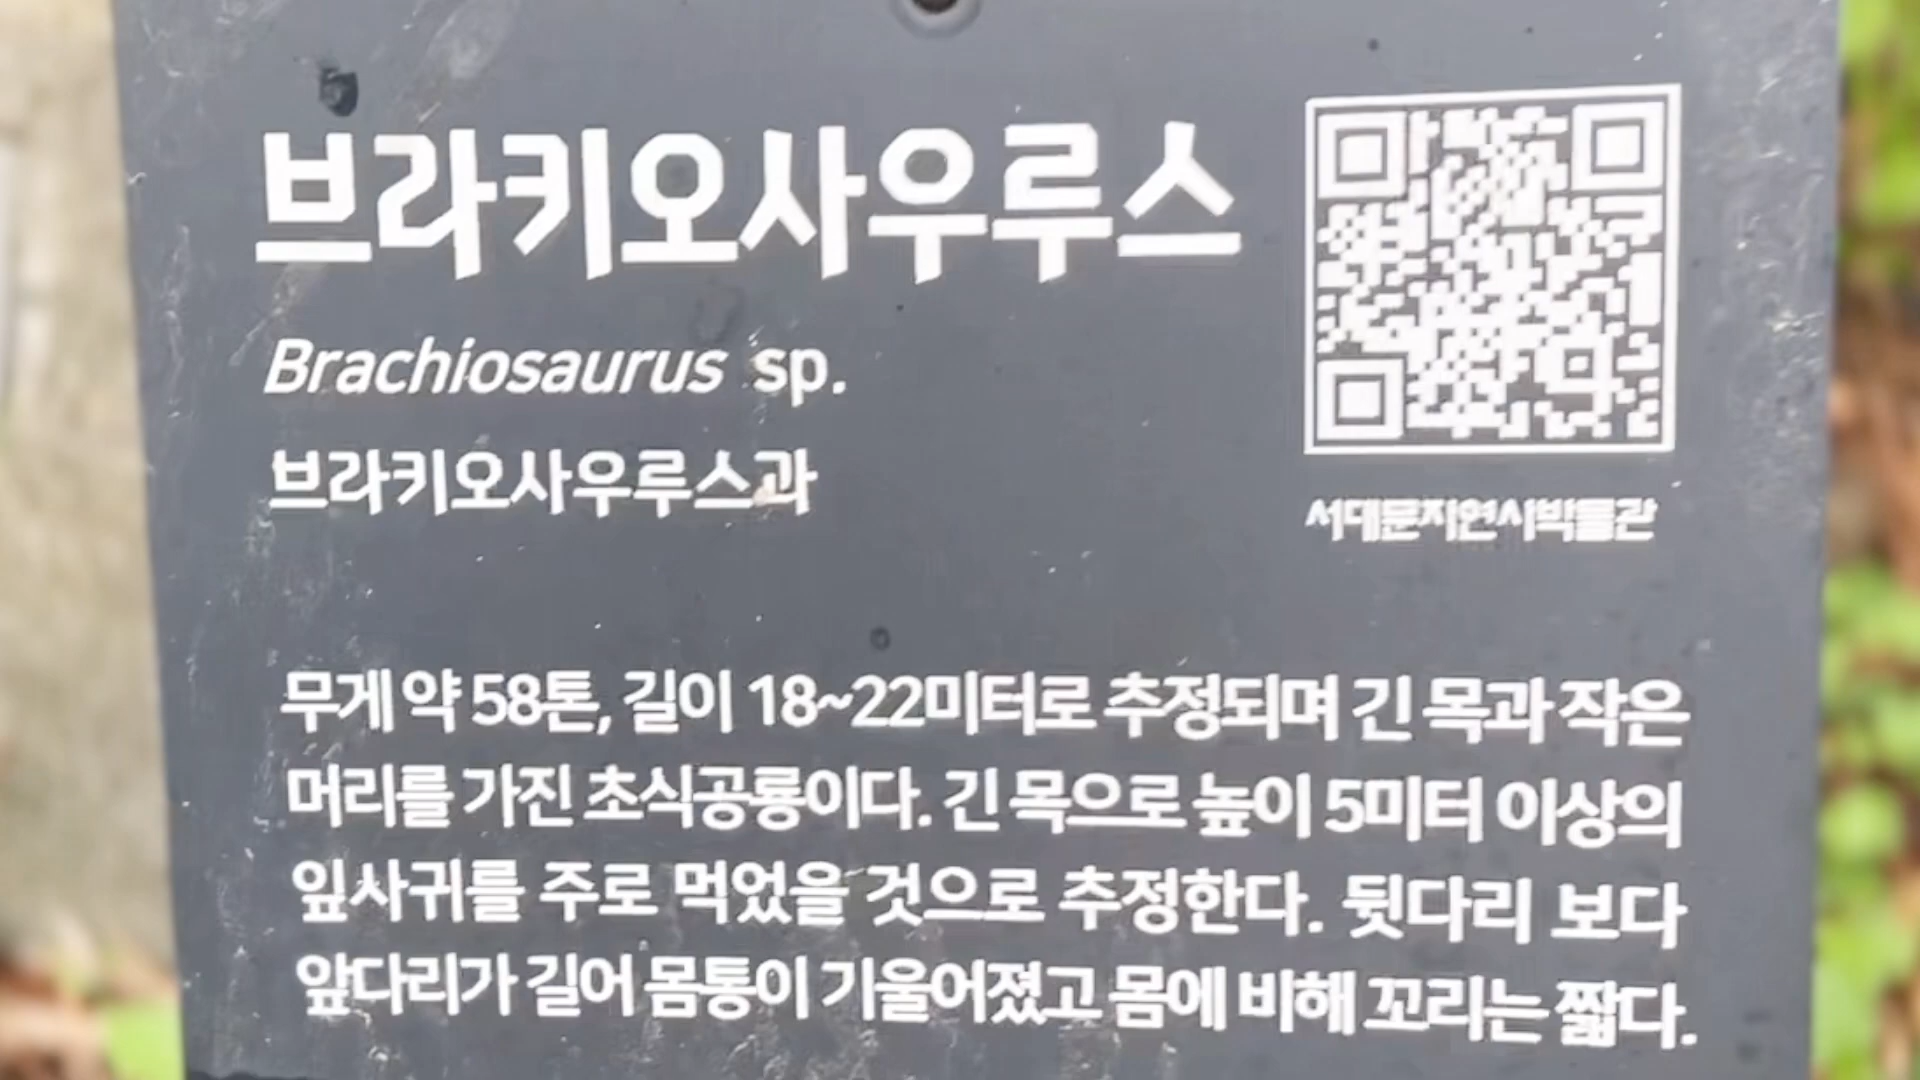 브라키오사우루스
Brachiosaurus sp.
브라키오사우루스과
서대문자연사박물관
무게 약 58톤, 길이 18~22미터로 추정되며 긴 목과 작은
머리를 가진 초식공룡이다. 긴 목으로 높이 5미터 이상의
잎사귀를 주로 먹었을 것으로 추정한다. 뒷다리 보다
앞다리가 길어 몸통이 기울어졌고 몸에 비해 꼬리는 짧다.